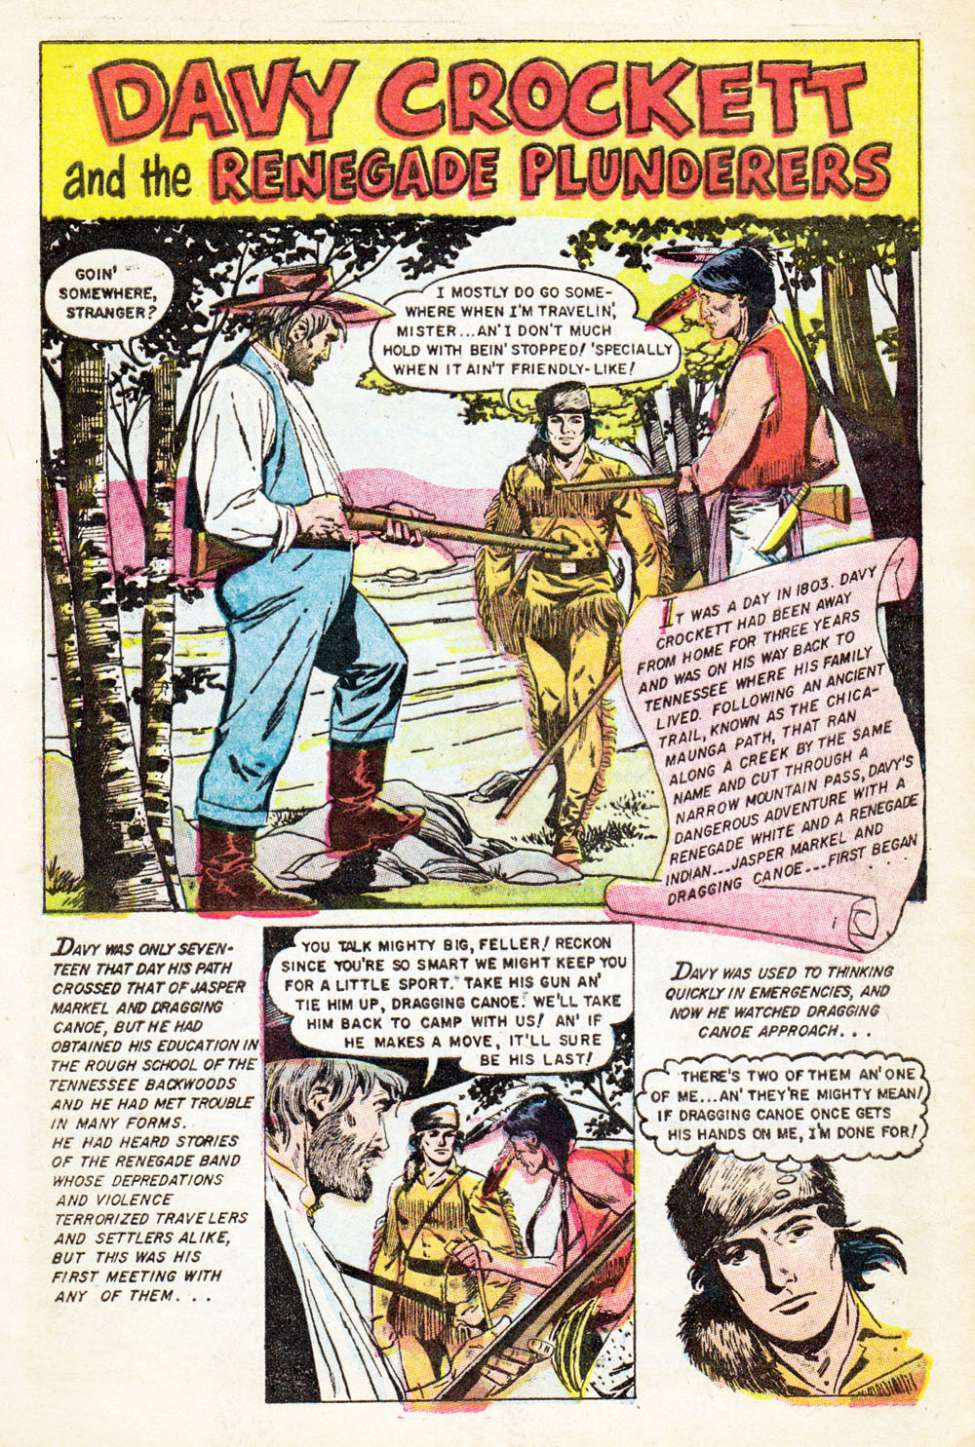 DAVY CROCKETT
and the RENEGADE PLUNDERERS
GOIN'
SOMEWHERE,
STRANGER?
I MOSTLY DO GO SOME-
WHERE WHEN I'M TRAVELIN',
MISTER...AN' I DON'T MUCH
HOLD WITH BEIN' STOPPED! 'SPECIALLY
WHEN IT AIN'T FRIENDLY-LIKE!
IT WAS A DAY IN 1803. DAVY
CROCKETT HAD BEEN AWAY
FROM HOME FOR THREE YEARS
AND WAS ON HIS WAY BACK TO
TENNESSEE WHERE HIS FAMILY
LIVED. FOLLOWING AN ANCIENT
TRAIL, KNOWN AS THE CHICA-
MAUNGA PATH, THAT RAN
ALONG A CREEK BY THE SAME
NAME AND CUT THROUGH A
NARROW MOUNTAIN PASS, DAVY'S
DANGEROUS ADVENTURE WITH A
RENEGADE WHITE AND A RENEGADE
INDIAN---JASPER MARKEL AND
DRAGGING CANOE---FIRST BEGAN
DAVY WAS ONLY SEVEN-
TEEN THAT DAY HIS PATH
CROSSED THAT OF JASPER
MARKEL AND DRAGGING
CANOE, BUT HE HAD
OBTAINED HIS EDUCATION IN
THE ROUGH SCHOOL OF THE
TENNESSEE BACKWOODS
AND HE HAD MET TROUBLE
IN MANY FORMS.
HE HAD HEARD STORIES
OF THE RENEGADE BAND
WHOSE DEPREDATIONS
AND VIOLENCE
TERRORIZED TRAVELERS
AND SETTLERS ALIKE,
BUT THIS WAS HIS
FIRST MEETING WITH
ANY OF THEM...
YOU TALK MIGHTY BIG, FELLER! RECKON
SINCE YOU'RE SO SMART WE MIGHT KEEP YOU
FOR A LITTLE SPORT. TAKE HIS GUN AN'
TIE HIM UP, DRAGGING CANOE. WE'LL TAKE
HIM BACK TO CAMP WITH US! AN' IF
HE MAKES A MOVE, IT'LL SURE
BE HIS LAST!
DAVY WAS USED TO THINKING
QUICKLY IN EMERGENCIES, AND
NOW HE WATCHED DRAGGING
CANOE APPROACH...
THERE'S TWO OF THEM AN' ONE
OF ME...AN' THEY'RE MIGHTY MEAN!
IF DRAGGING CANOE ONCE GETS
HIS HANDS ON ME, I'M DONE FOR!